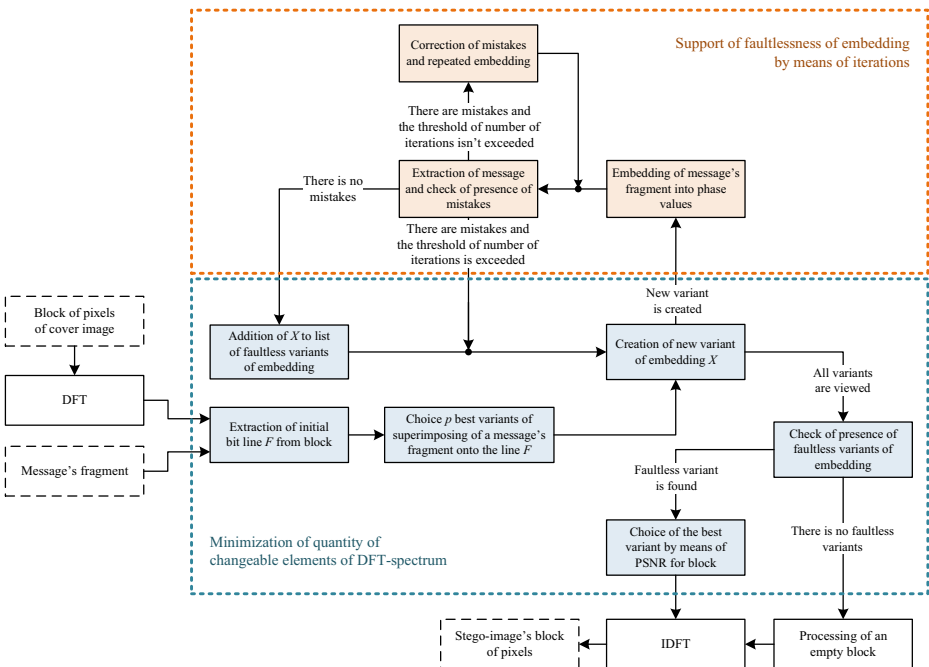 Correction of mistakes
and repeated embedding
Support of faultlessness of embedding
by means of iterations
There are mistakes and
the threshold of number of
iterations isn't exceeded
There is no
mistakes
Extraction of message
and check of presence of
mistakes
Embedding of message's
fragment into phase
values
There are mistakes and
the threshold of number of
iterations is exceeded
New variant
is created
Block of pixels
of cover image
Addition of X to list
of faultless variants
of embedding
Creation of new variant
of embedding X
All variants
are viewed
DFT
Extraction of initial
bit line F from block
Choice p best variants of
superimposing of a message's
fragment onto the line F
Check of presence of
faultless variants of
embedding
Message's fragment
Faultless variant
is found
Minimization of quantity of
changeable elements of DFT-spectrum
Choice of the best
variant by means of
PSNR for block
There is no faultless
variants
Stego-image's block
of pixels
IDFT
Processing of an
empty block